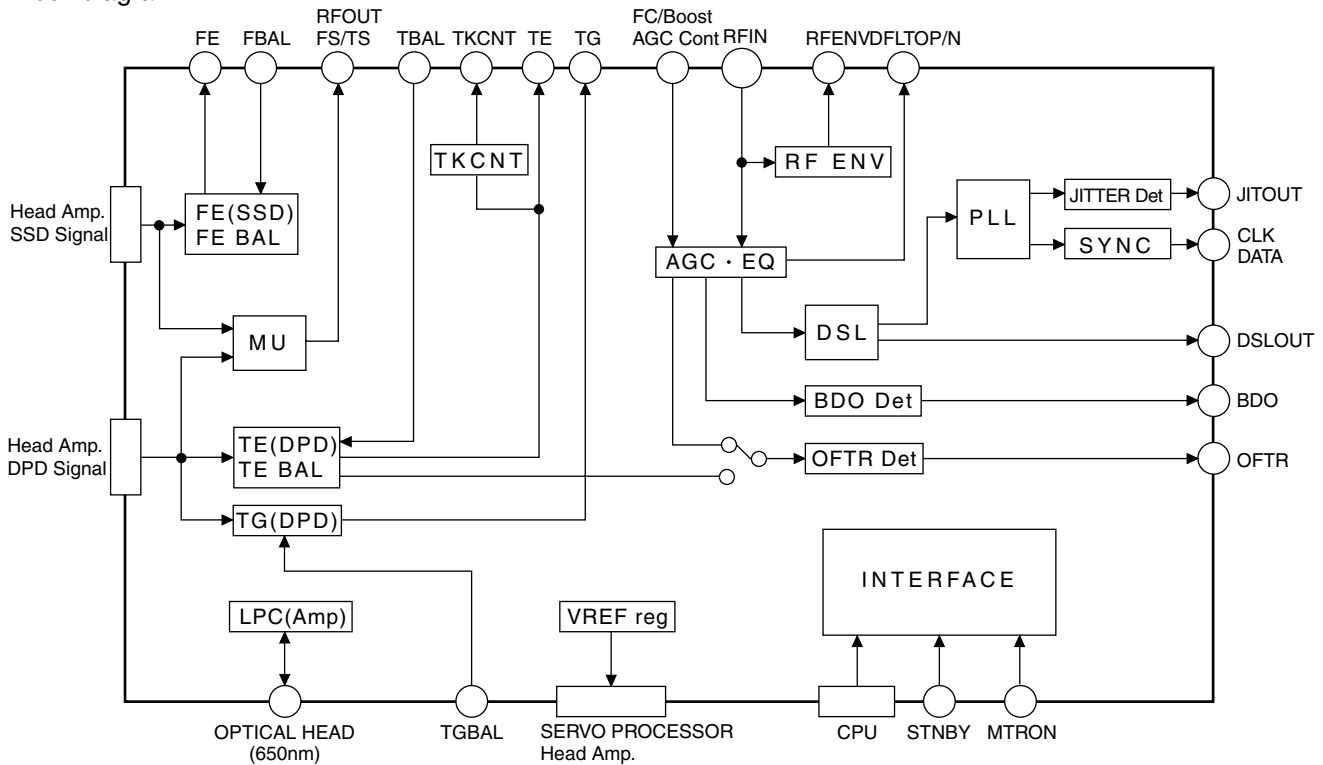 RFOUT
FC/Boost
FE FBAL FS/TS TBAL TKCNT TE TG AGC Cont RFIN RFENV DFLTOP/N
TKCNT
RF ENV
Head Amp.
SSD Signal
FE(SSD)
FE BAL
PLL
JITTER Det
JITOUT
SYNC
CLK
DATA
AGC · EQ
MU
DSL
DSLOUT
BDO Det
BDO
Head Amp.
DPD Signal
TE(DPD)
TE BAL
OFTR Det
OFTR
TG(DPD)
INTERFACE
LPC(Amp)
VREF reg
OPTICAL HEAD
(650nm)
TGBAL
SERVO PROCESSOR
Head Amp.
CPU
STNBY
MTRON